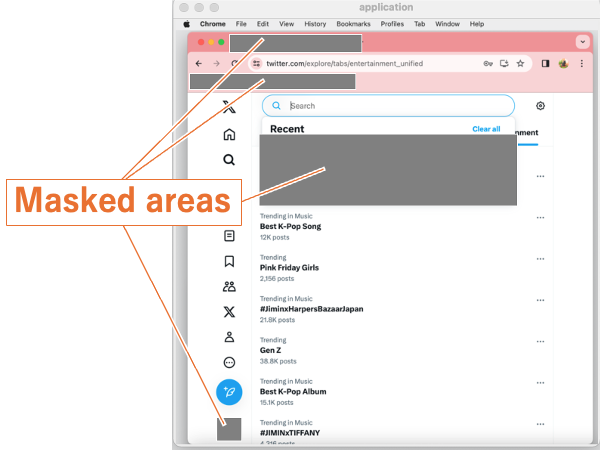 application
Chrome File Edit View History Bookmarks Profiles Tab Window Help
twitter.com/explore/tabs/entertainment_unified
Search
Recent Clear all
nment
Masked areas
Trending in Music
Best K-Pop Song
12K posts
Trending
Pink Friday Girls
2,156 posts
Trending in Music
#JiminxHarpersBazaarJapan
21.8K posts
Trending
Gen Z
38.8K posts
Trending in Music
Best K-Pop Album
15.1K posts
Trending in Music
#JIMINxTIFFANY
4,316 posts